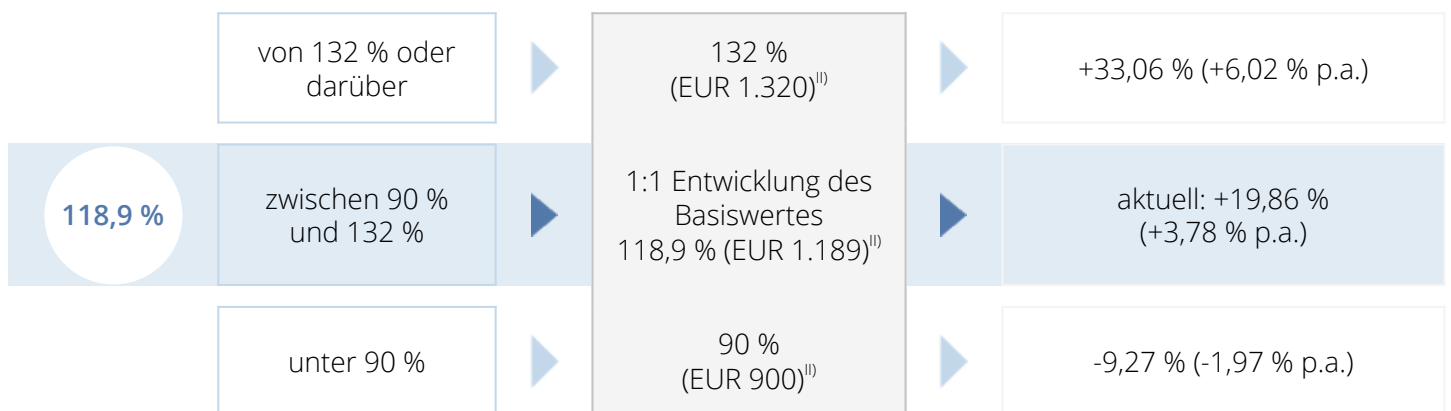 von 132 % oder
darüber
132 %
(EUR 1.320)II)
+33,06 % (+6,02 % p.a.)
118,9 %
zwischen 90 %
und 132 %
1:1 Entwicklung des
Basiswertes
118,9 % (EUR 1.189)II)
aktuell: +19,86 %
(+3,78 % p.a.)
unter 90 %
90 %
(EUR 900)II)
-9,27 % (-1,97 % p.a.)